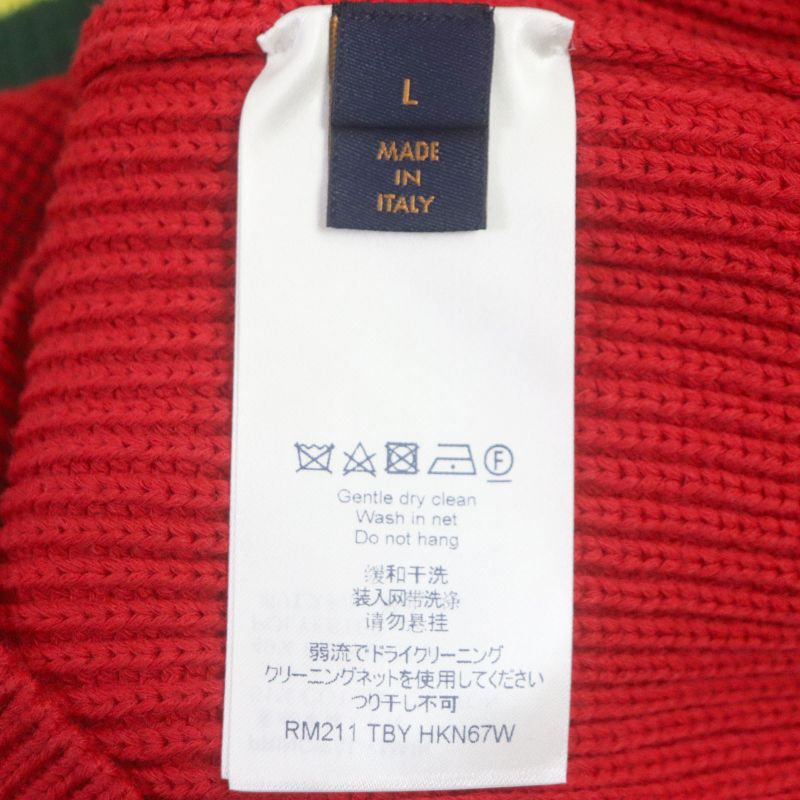 L
MADE
IN
ITALY
F
Gentle dry clean
Wash in net
Do not hang
缓和干洗
装入网带洗涤
请勿悬挂
弱流でドライクリーニング
クリーニングネットを使用してください
つり干し不可
RM211 TBY HKN67W